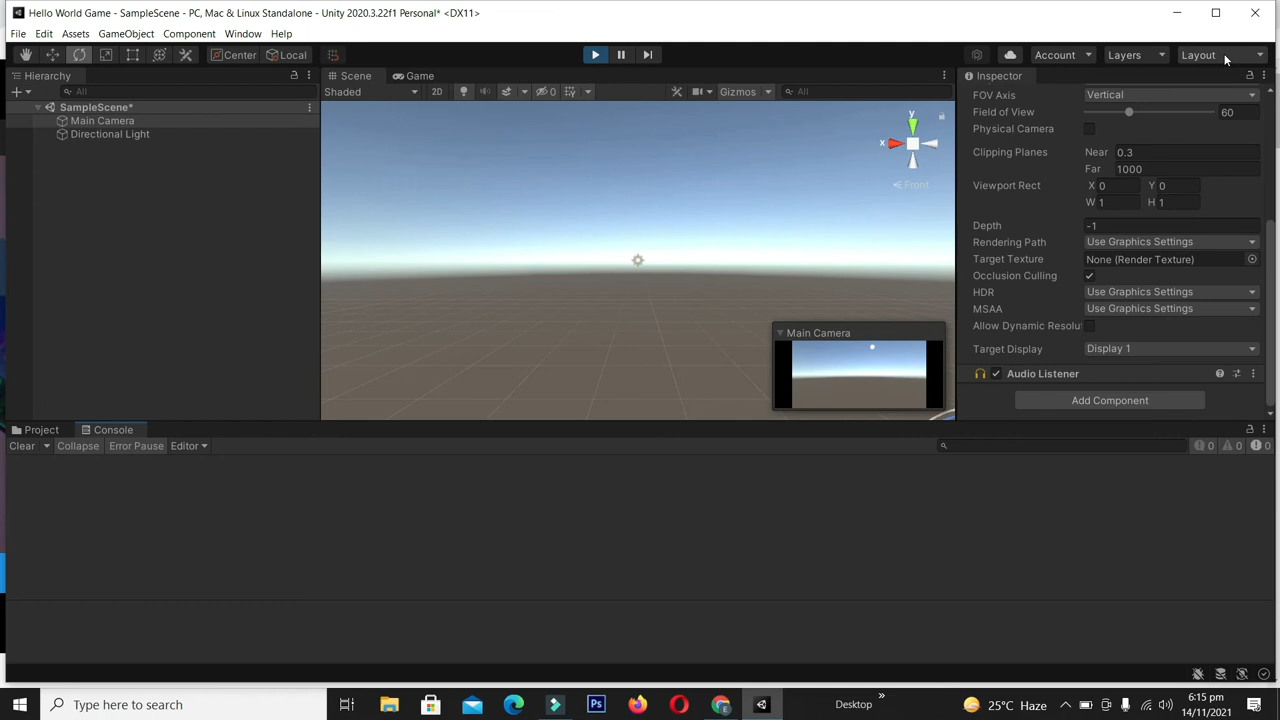 Hello World Game - SampleScene - PC, Mac & Linux Standalone - Unity 2020.3.22f1 Personal* <DX11>
File Edit Assets GameObject Component Window Help
Center Local Account Layers Layout
Hierarchy Scene Game Inspector
All Shaded 2D 0 Gizmos All
FOV Axis Vertical
SampleScene*
Field of View 60
Main Camera
Physical Camera
Directional Light
y
x
Front
Clipping Planes Near 0.3
Far 1000
Viewport Rect X 0 Y 0
W 1 H 1
Depth -1
Rendering Path Use Graphics Settings
Target Texture None (Render Texture)
Occlusion Culling
HDR Use Graphics Settings
MSAA Use Graphics Settings
Allow Dynamic Resolu
Main Camera
Target Display Display 1
Audio Listener
Add Component
Project Console
Clear Collapse Error Pause Editor 0 0 0
Type here to search Ps Desktop » 25°C Haze 6:15 pm
14/11/2021